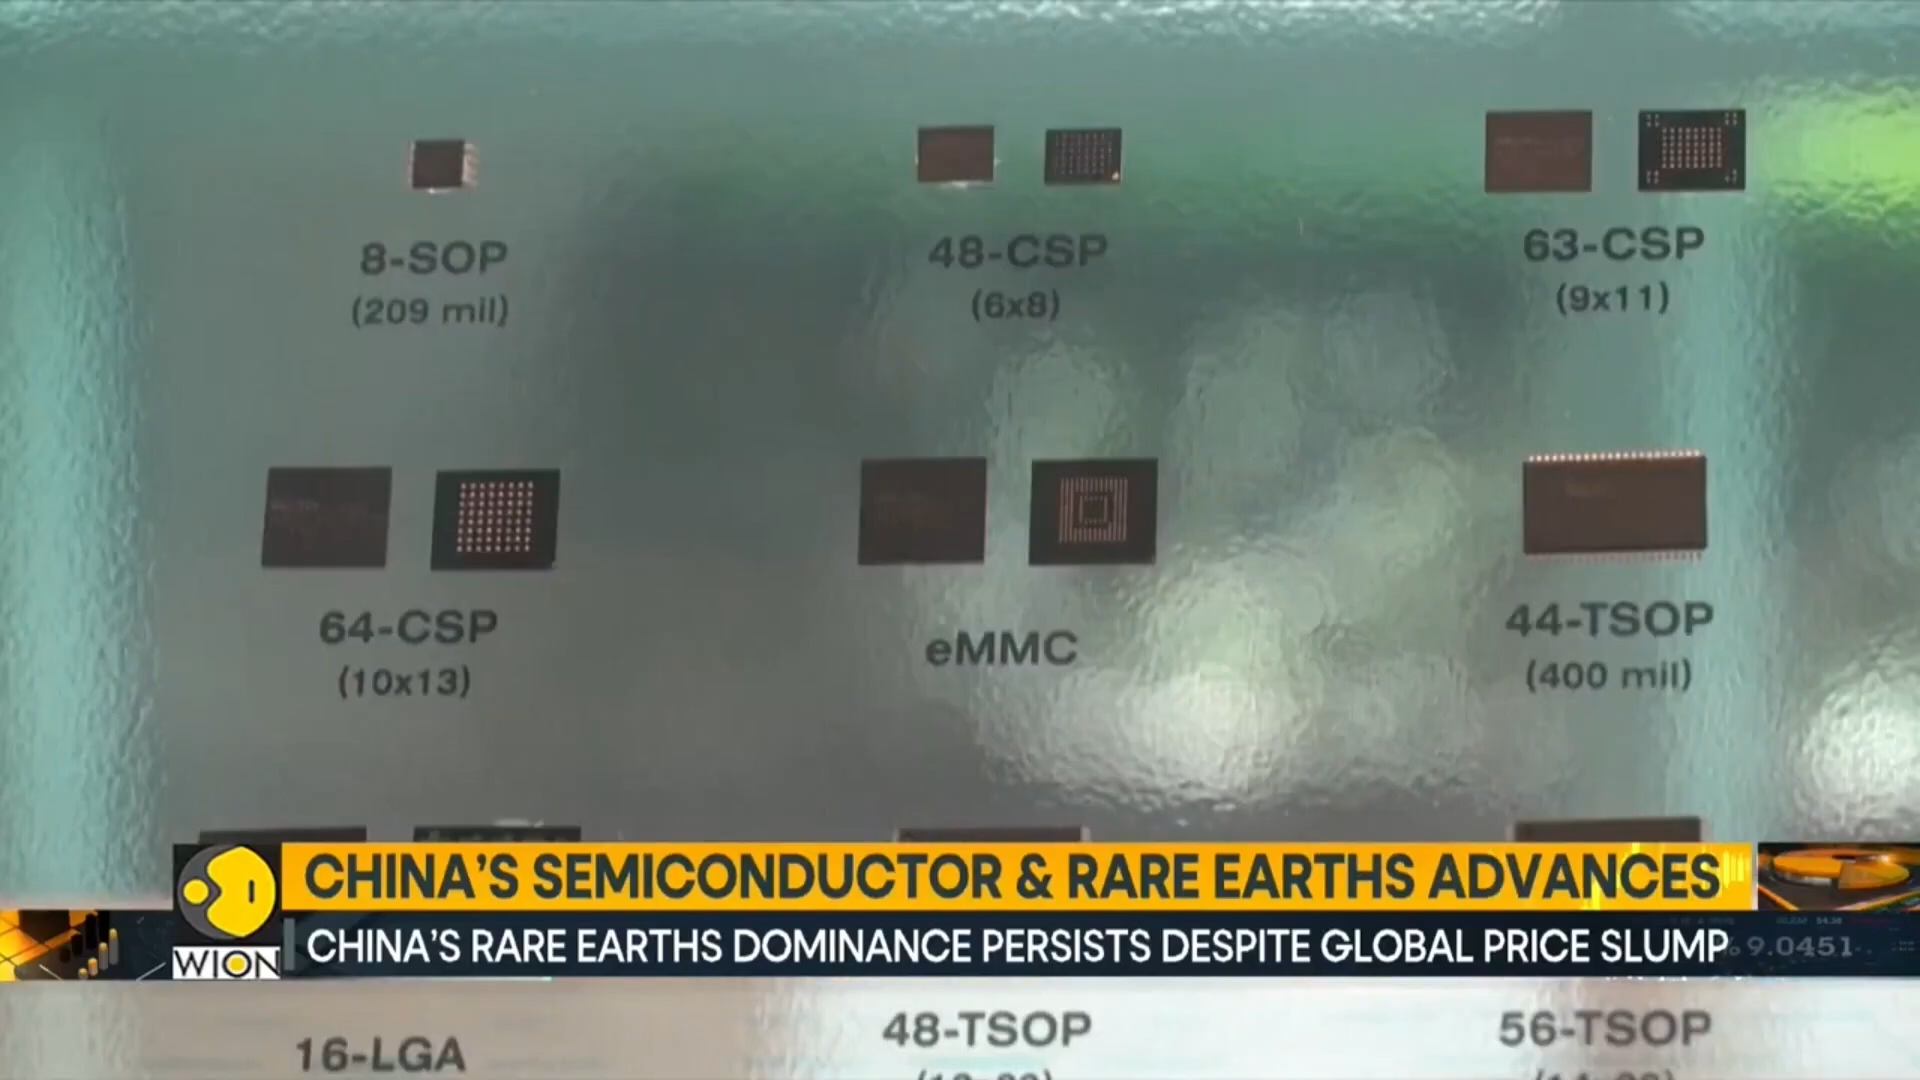 8-SOP
(209 mil)
48-CSP
(6x8)
63-CSP
(9x11)
64-CSP
(10x13)
eMMC
44-TSOP
(400 mil)
CHINA'S SEMICONDUCTOR & RARE EARTHS ADVANCES
CHINA'S RARE EARTHS DOMINANCE PERSISTS DESPITE GLOBAL PRICE SLUMP
9.0451
WION
16-LGA
48-TSOP
56-TSOP